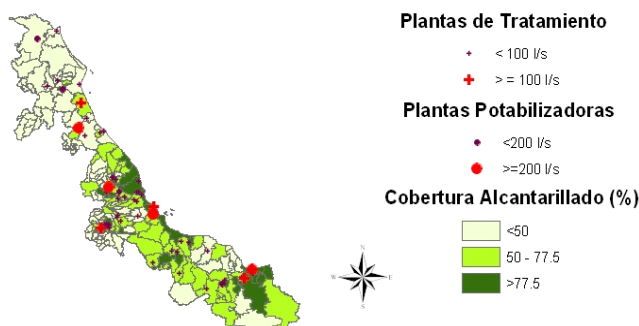 Plantas de Tratamiento
< 100 l/s
> = 100 l/s
Plantas Potabilizadoras
<200 l/s
>=200 l/s
Cobertura Alcantarillado (%)
<50
50 - 77.5
>77.5
N
W
E
S